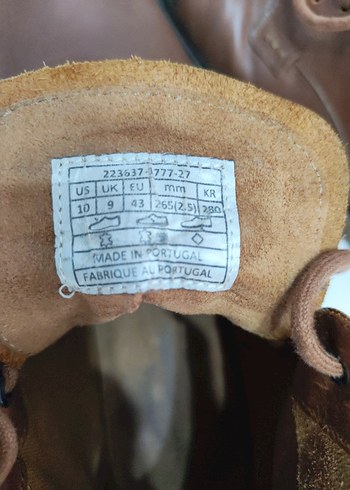 223637-1777-27
US UK EU mm KR
10 9 43 265(2.5) 280
MADE IN PORTUGAL
FABRIQUE AU PORTUGAL